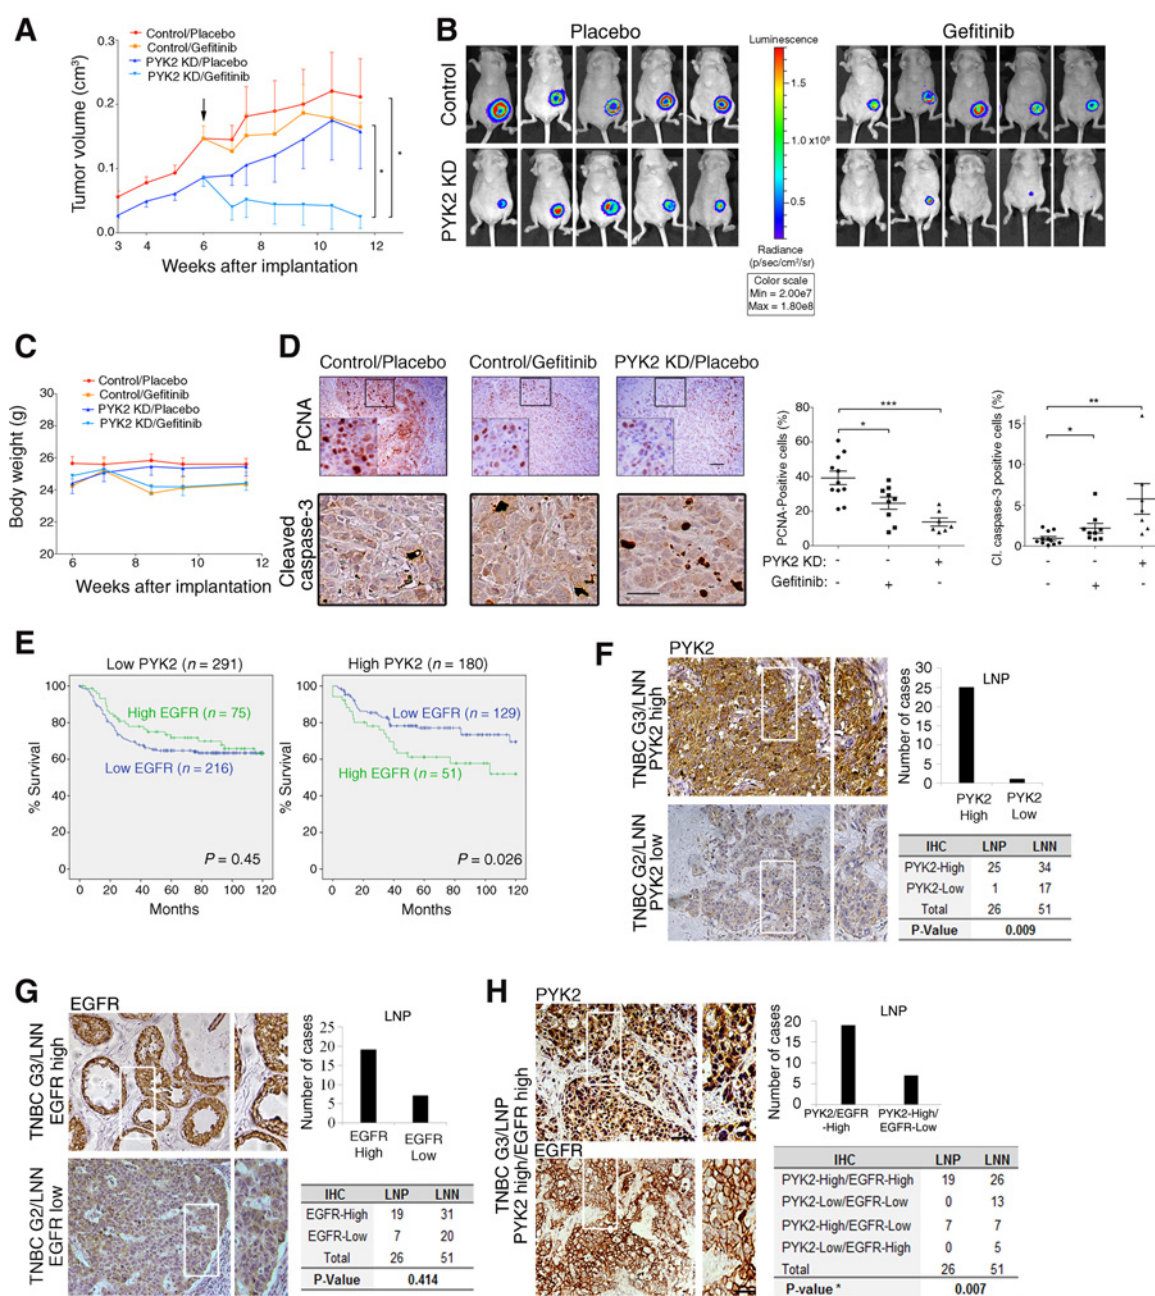 A
Control/Placebo
Control/Gefitinib
PYK2 KD/Placebo
PYK2 KD/Gefitinib
Tumor volume (cm³)
0.3
0.2
0.1
0.0
3 4 6 8 10 12
Weeks after implantation
*
*
B
Placebo
Gefitinib
Control
PYK2 KD
Luminescence
1.5
1.0 x10⁸
0.5
Radiance
(p/sec/cm²/sr)
Color scale
Min = 2.00e7
Max = 1.80e8
C
Control/Placebo
Control/Gefitinib
PYK2 KD/Placebo
PYK2 KD/Gefitinib
Body weight (g)
30
28
26
24
22
20
6 8 10 12
Weeks after implantation
D
Control/Placebo
Control/Gefitinib
PYK2 KD/Placebo
PCNA
Cleaved
caspase-3
PCNA-Positive cells (%)
80
60
40
20
0
***
*
PYK2 KD: - - +
Gefitinib: - + -
Cl. caspase-3 positive cells (%)
15
10
5
0
**
*
- - +
- + -
E
Low PYK2 (n = 291)
% Survival
100
80
60
40
20
0
High EGFR (n = 75)
Low EGFR (n = 216)
P = 0.45
0 20 40 60 80 100 120
Months
High PYK2 (n = 180)
% Survival
100
80
60
40
20
0
Low EGFR (n = 129)
High EGFR (n = 51)
P = 0.026
0 20 40 60 80 100 120
Months
F
PYK2
TNBC G3/LNN
PYK2 high
TNBC G2/LNN
PYK2 low
LNP
Number of cases
30
25
20
15
10
5
0
PYK2 High
PYK2 Low
IHC LNP LNN
PYK2-High 25 34
PYK2-Low 1 17
Total 26 51
P-Value 0.009
G
EGFR
TNBC G3/LNN
EGFR high
TNBC G2/LNN
EGFR low
LNP
Number of cases
25
20
15
10
5
0
EGFR High
EGFR Low
IHC LNP LNN
EGFR-High 19 31
EGFR-Low 7 20
Total 26 51
P-Value 0.414
H
PYK2
EGFR
TNBC G3/LNP
PYK2 high/EGFR high
LNP
Number of cases
20
15
10
5
0
PYK2/EGFR
-High
PYK2-High/
EGFR-Low
IHC LNP LNN
PYK2-High/EGFR-High 19 26
PYK2-Low/EGFR-Low 0 13
PYK2-High/EGFR-Low 7 7
PYK2-Low/EGFR-High 0 5
Total 26 51
P-value * 0.007